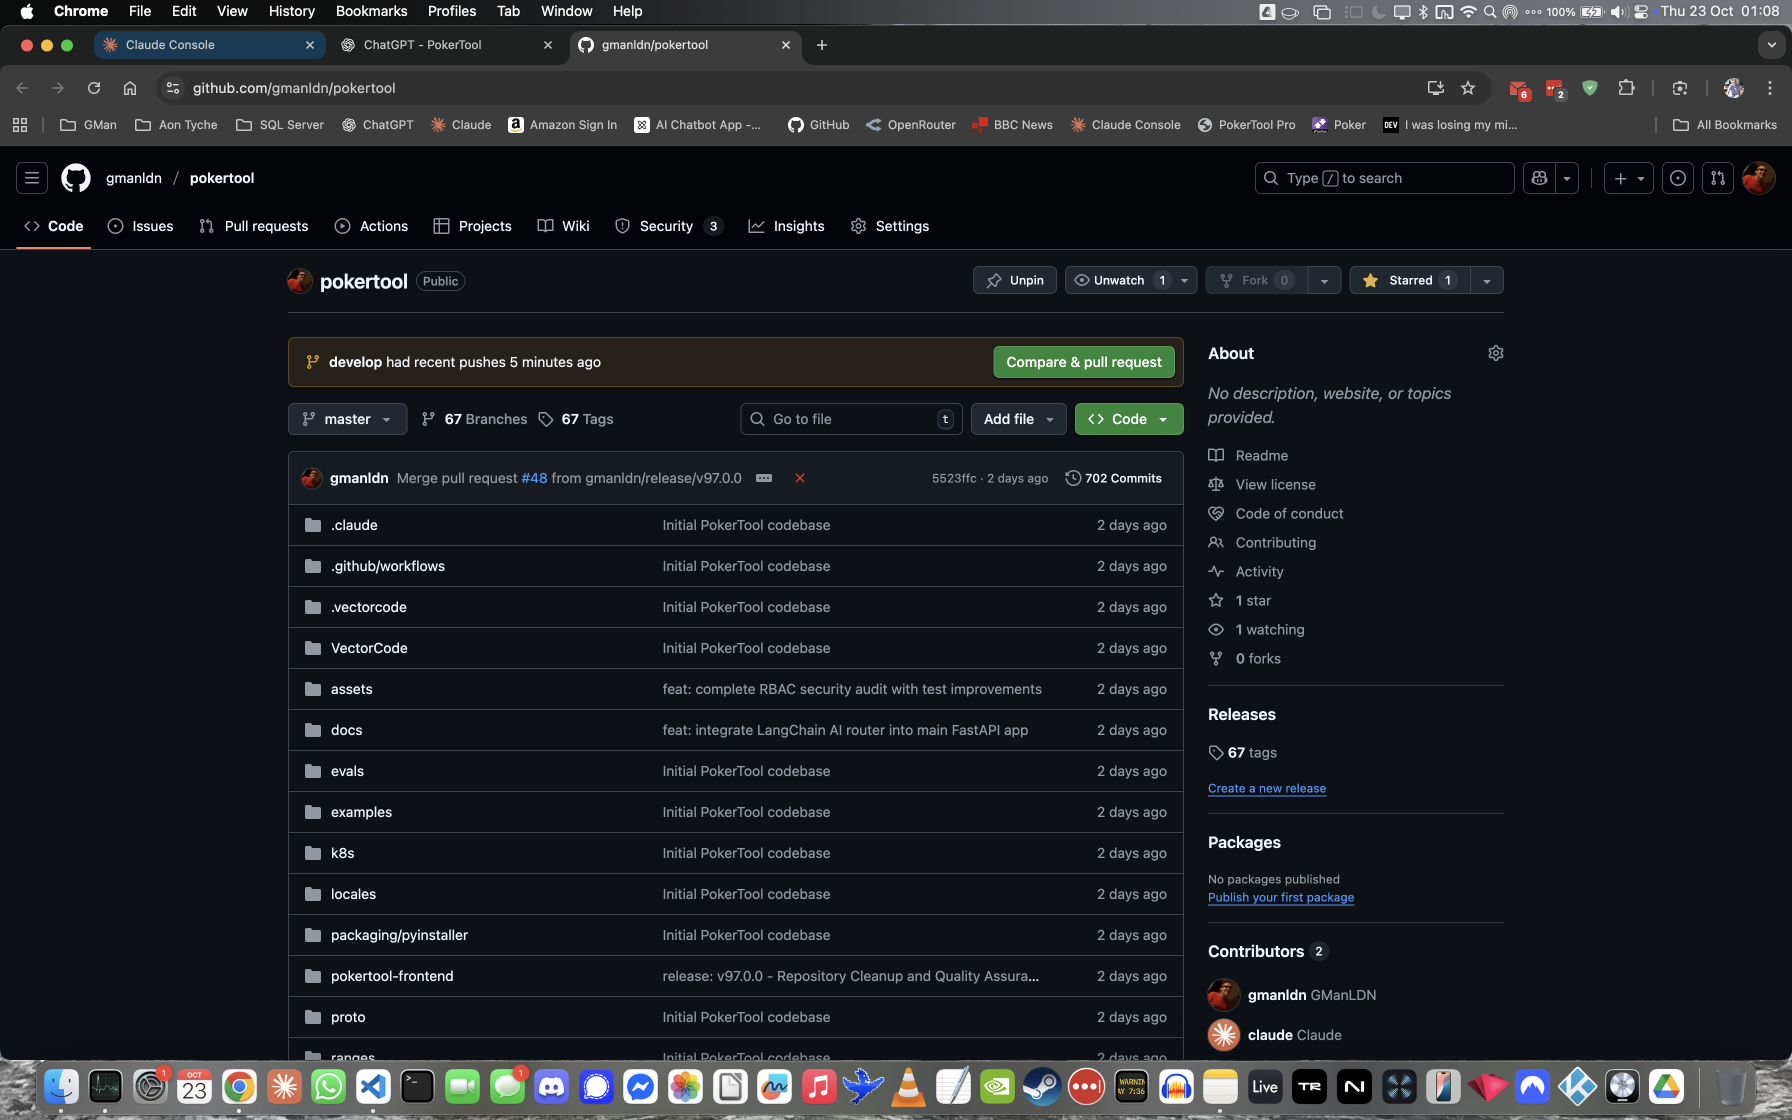 Chrome File Edit View History Bookmarks Profiles Tab Window Help 100% Thu 23 Oct 01:08
Claude Console ChatGPT - PokerTool gmanldn/pokertool
github.com/gmanldn/pokertool 6 2
GMan Aon Tyche SQL Server ChatGPT Claude Amazon Sign In AI Chatbot App -... GitHub OpenRouter BBC News Claude Console PokerTool Pro Poker DEV I was losing my mi... All Bookmarks
gmanldn / pokertool Type / to search
Code Issues Pull requests Actions Projects Wiki Security 3 Insights Settings
pokertool Public Unpin Unwatch 1 Fork 0 Starred 1
develop had recent pushes 5 minutes ago Compare & pull request
master 67 Branches 67 Tags Go to file t Add file Code
gmanldn Merge pull request #48 from gmanldn/release/v97.0.0 5523ffc · 2 days ago 702 Commits
.claude Initial PokerTool codebase 2 days ago
.github/workflows Initial PokerTool codebase 2 days ago
.vectorcode Initial PokerTool codebase 2 days ago
VectorCode Initial PokerTool codebase 2 days ago
assets feat: complete RBAC security audit with test improvements 2 days ago
docs feat: integrate LangChain AI router into main FastAPI app 2 days ago
evals Initial PokerTool codebase 2 days ago
examples Initial PokerTool codebase 2 days ago
k8s Initial PokerTool codebase 2 days ago
locales Initial PokerTool codebase 2 days ago
packaging/pyinstaller Initial PokerTool codebase 2 days ago
pokertool-frontend release: v97.0.0 - Repository Cleanup and Quality Assura... 2 days ago
proto Initial PokerTool codebase 2 days ago
ranges Initial PokerTool codebase 2 days ago
About
No description, website, or topics
provided.
Readme
View license
Code of conduct
Contributing
Activity
1 star
1 watching
0 forks
Releases
67 tags
Create a new release
Packages
No packages published
Publish your first package
Contributors 2
gmanldn GManLDN
claude Claude
1 OCT 23 1 Live TR